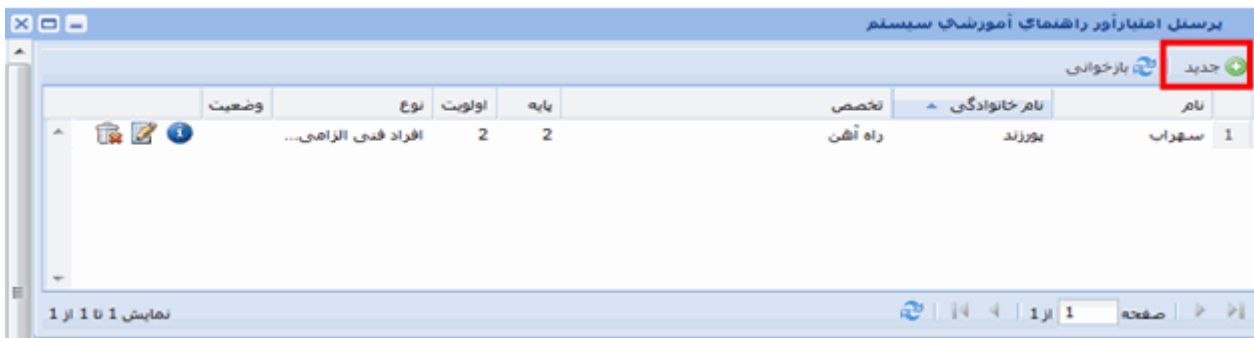 پرسنل امتیازآور راهنمای آموزشی سیستم
جدید بازخوانی
نام نام خانوادگی تخصص پایه اولویت نوع وضعیت
1 سهراب پورزند راه آهن 2 2 افراد فنی الزامی...
صفحه 1 از 1 نمایش 1 تا 1 از 1